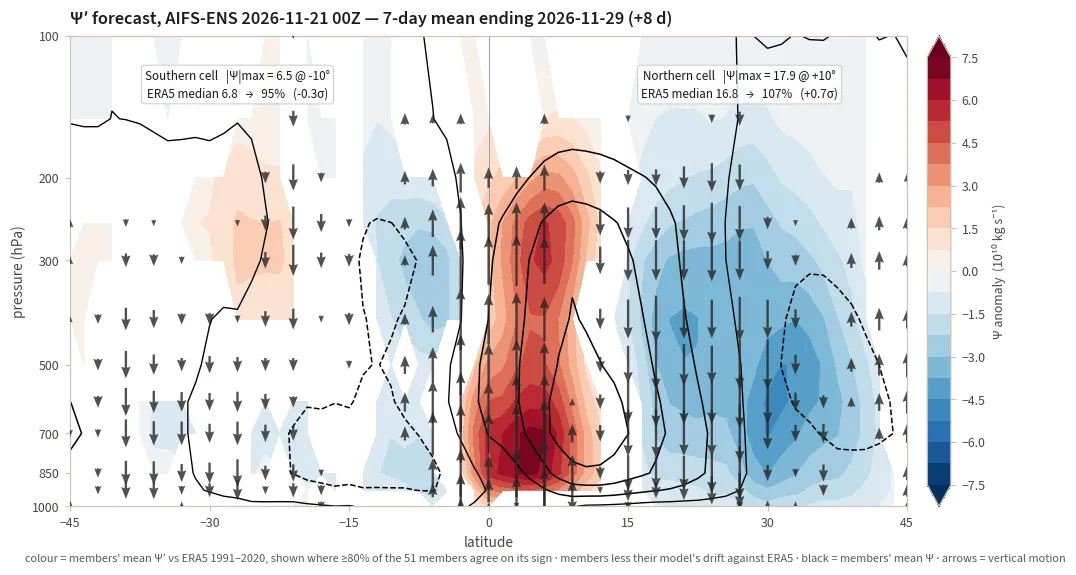 Ψ′ forecast, AIFS-ENS 2026-11-21 00Z — 7-day mean ending 2026-11-29 (+8 d)
Southern cell |Ψ|max = 6.5 @ -10°
ERA5 median 6.8 → 95% (-0.3σ)
Northern cell |Ψ|max = 17.9 @ +10°
ERA5 median 16.8 → 107% (+0.7σ)
pressure (hPa)
100
200
300
400
500
700
850
1000
−45
−30
−15
0
15
30
45
latitude
7.5
6.0
4.5
3.0
1.5
0.0
−1.5
−3.0
−4.5
−6.0
−7.5
Ψ anomaly (10¹⁰ kg s⁻¹)
colour = members' mean Ψ′ vs ERA5 1991–2020, shown where ≥80% of the 51 members agree on its sign · members less their model's drift against ERA5 · black = members' mean Ψ · arrows = vertical motion